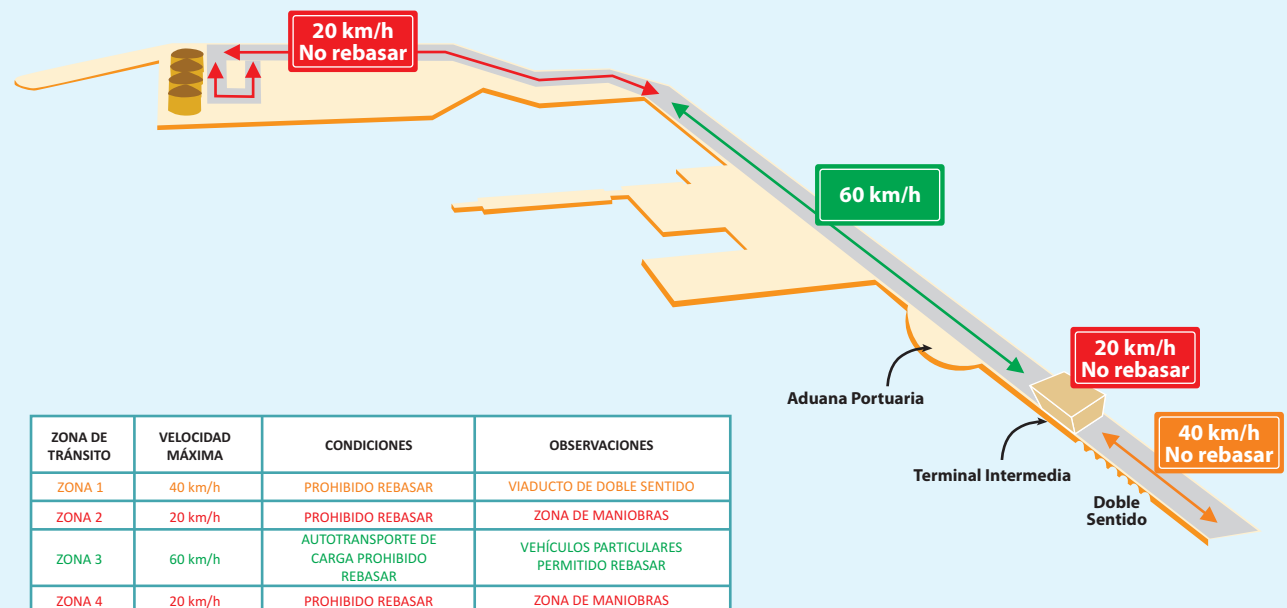 20 km/h
No rebasar
60 km/h
20 km/h
No rebasar
Aduana Portuaria
40 km/h
No rebasar
Terminal Intermedia
Doble
Sentido
ZONA DE TRÁNSITO VELOCIDAD MÁXIMA CONDICIONES OBSERVACIONES
ZONA 1 40 km/h PROHIBIDO REBASAR VIADUCTO DE DOBLE SENTIDO
ZONA 2 20 km/h PROHIBIDO REBASAR ZONA DE MANIOBRAS
ZONA 3 60 km/h AUTOTRANSPORTE DE CARGA PROHIBIDO REBASAR VEHÍCULOS PARTICULARES PERMITIDO REBASAR
ZONA 4 20 km/h PROHIBIDO REBASAR ZONA DE MANIOBRAS